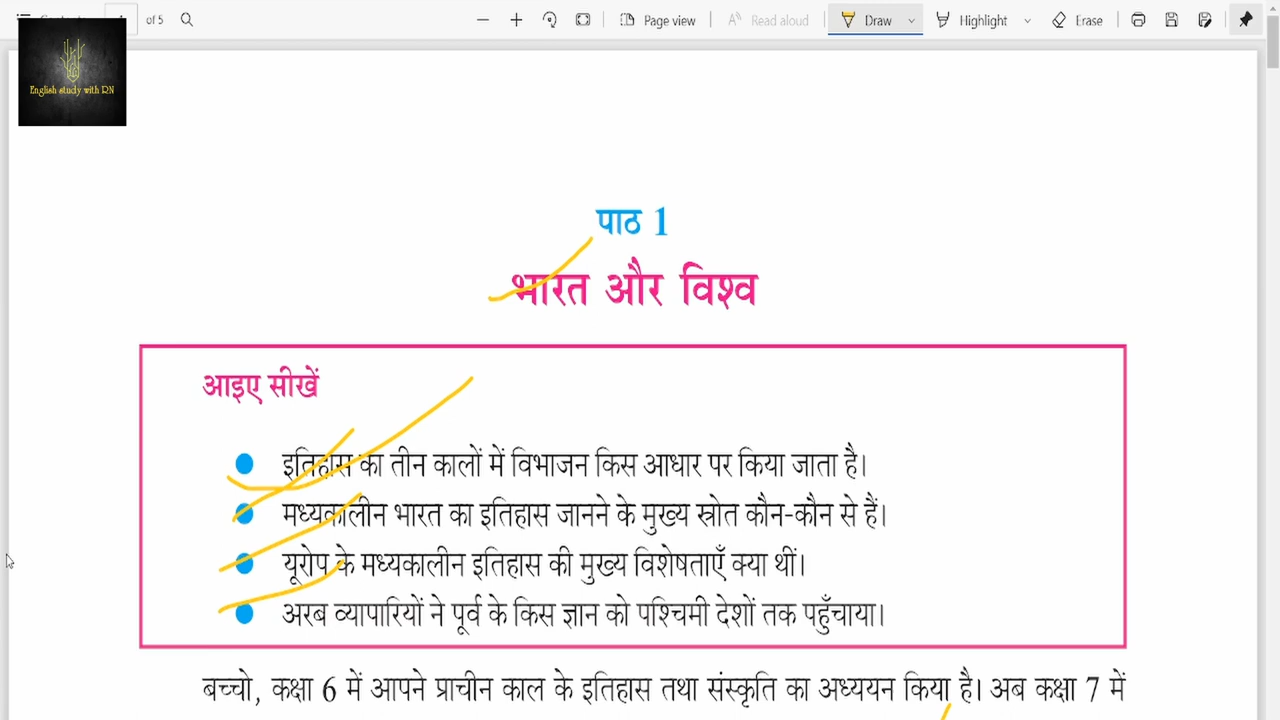 of 5
Page view
Read aloud
Draw
Highlight
Erase
English study with RN
पाठ 1
भारत और विश्व
आइए सीखें
इतिहास का तीन कालों में विभाजन किस आधार पर किया जाता है।
मध्यकालीन भारत का इतिहास जानने के मुख्य स्रोत कौन-कौन से हैं।
यूरोप के मध्यकालीन इतिहास की मुख्य विशेषताएँ क्या थीं।
अरब व्यापारियों ने पूर्व के किस ज्ञान को पश्चिमी देशों तक पहुँचाया।
बच्चो, कक्षा 6 में आपने प्राचीन काल के इतिहास तथा संस्कृति का अध्ययन किया है। अब कक्षा 7 में